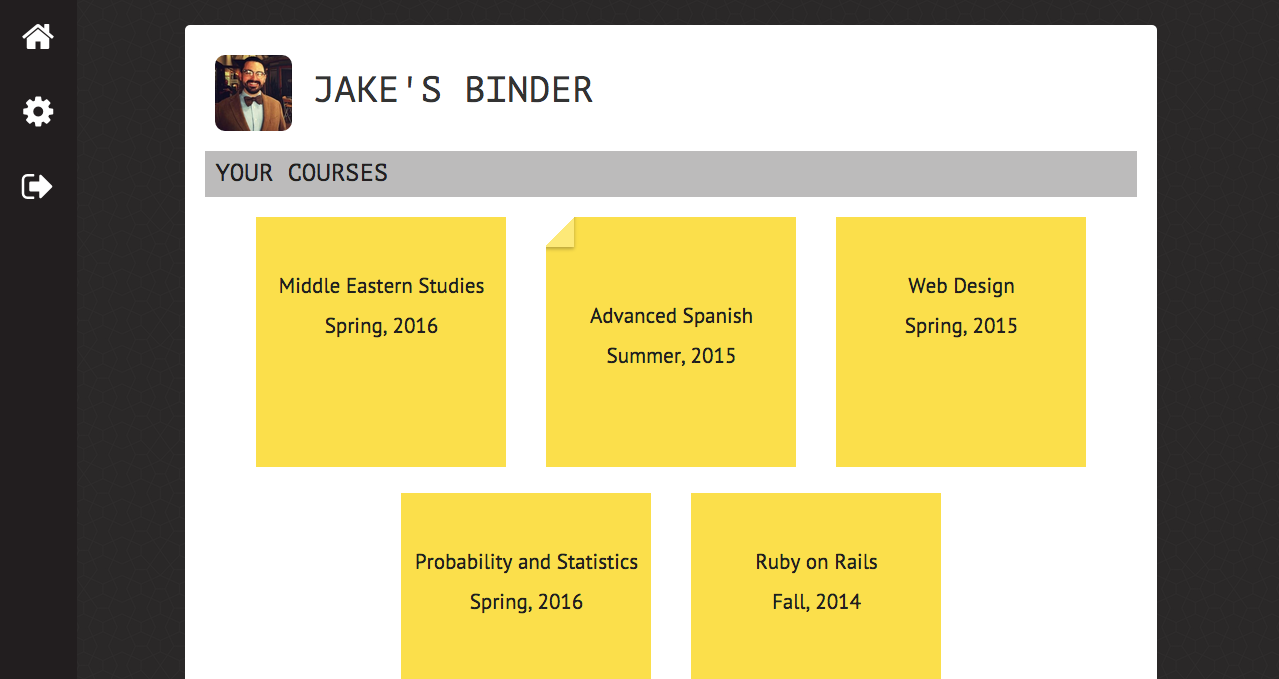 JAKE'S BINDER
YOUR COURSES
Middle Eastern Studies
Spring, 2016
Advanced Spanish
Summer, 2015
Web Design
Spring, 2015
Probability and Statistics
Spring, 2016
Ruby on Rails
Fall, 2014